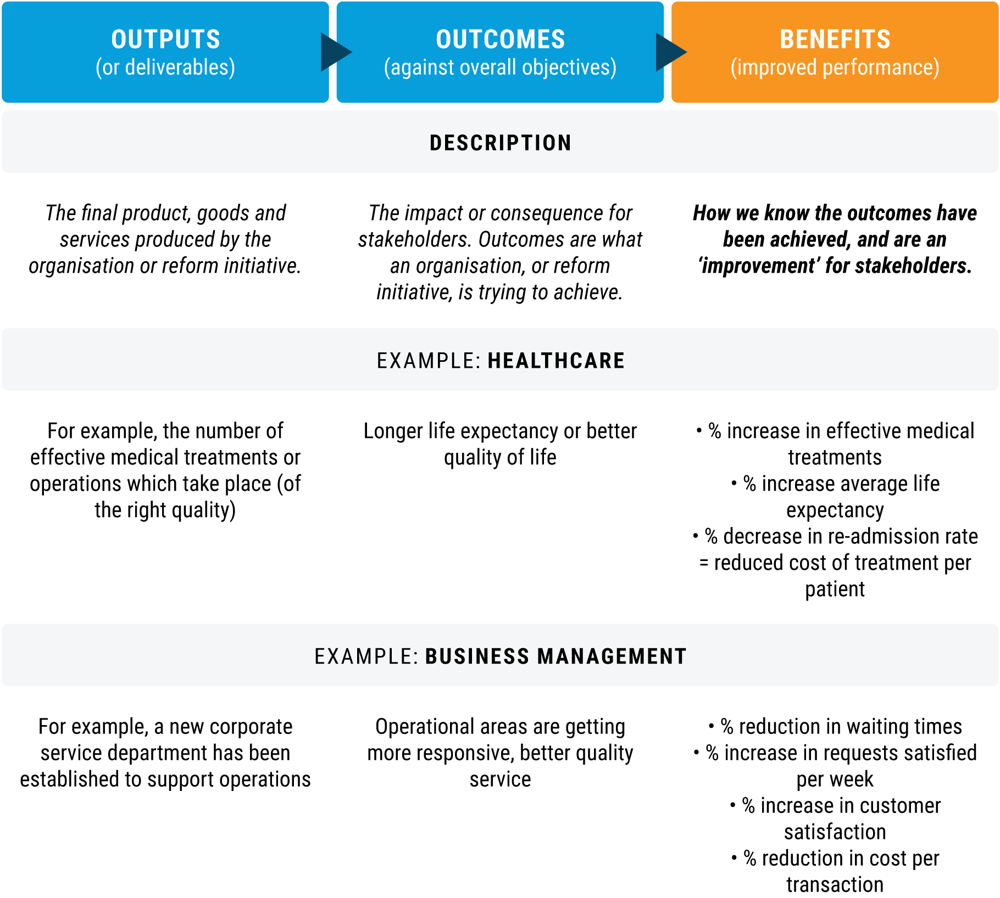 OUTPUTS
(or deliverables)
OUTCOMES
(against overall objectives)
BENEFITS
(improved performance)
DESCRIPTION
The final product, goods and
services produced by the
organisation or reform initiative.
The impact or consequence for
stakeholders. Outcomes are what
an organisation, or reform
initiative, is trying to achieve.
How we know the outcomes have
been achieved, and are an
‘improvement’ for stakeholders.
EXAMPLE: HEALTHCARE
For example, the number of
effective medical treatments or
operations which take place (of
the right quality)
Longer life expectancy or better
quality of life
• % increase in effective medical
treatments
• % increase average life
expectancy
• % decrease in re-admission rate
= reduced cost of treatment per
patient
EXAMPLE: BUSINESS MANAGEMENT
For example, a new corporate
service department has been
established to support operations
Operational areas are getting
more responsive, better quality
service
• % reduction in waiting times
• % increase in requests satisfied
per week
• % increase in customer
satisfaction
• % reduction in cost per
transaction